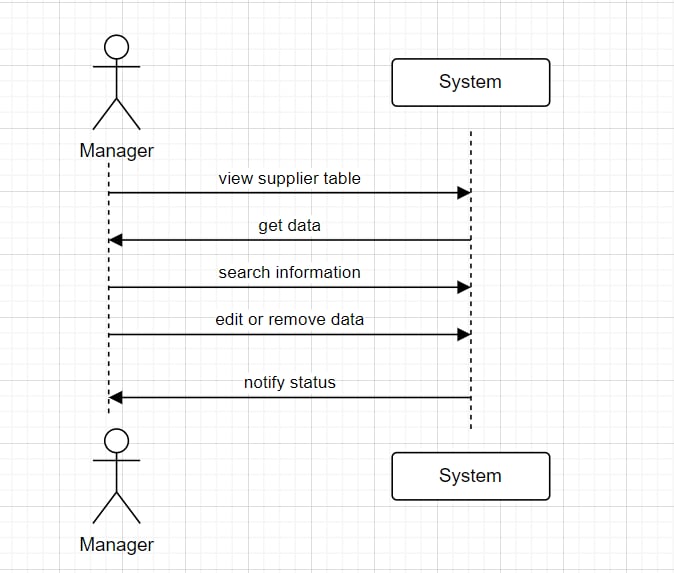 System
Manager
view supplier table
get data
search information
edit or remove data
notify status
System
Manager